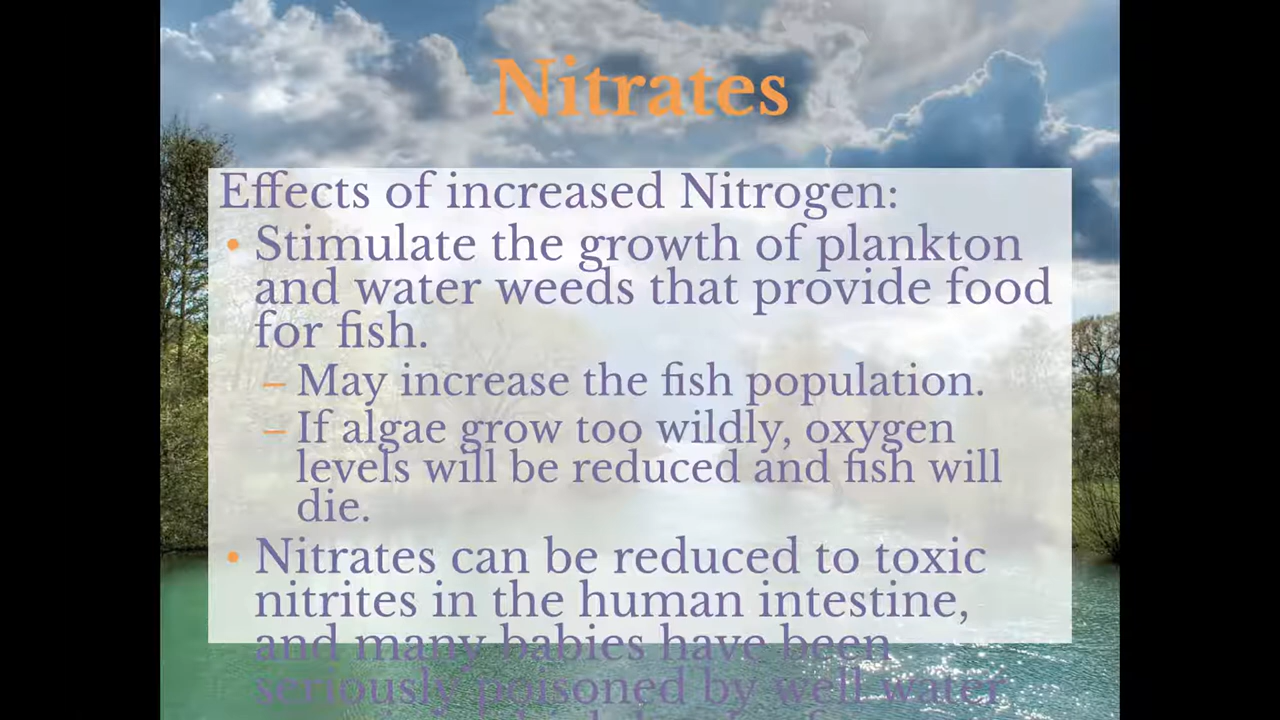 Nitrates
Effects of increased Nitrogen:
• Stimulate the growth of plankton
and water weeds that provide food
for fish.
– May increase the fish population.
– If algae grow too wildly, oxygen
levels will be reduced and fish will
die.
• Nitrates can be reduced to toxic
nitrites in the human intestine,
and many babies have been
seriously poisoned by well water